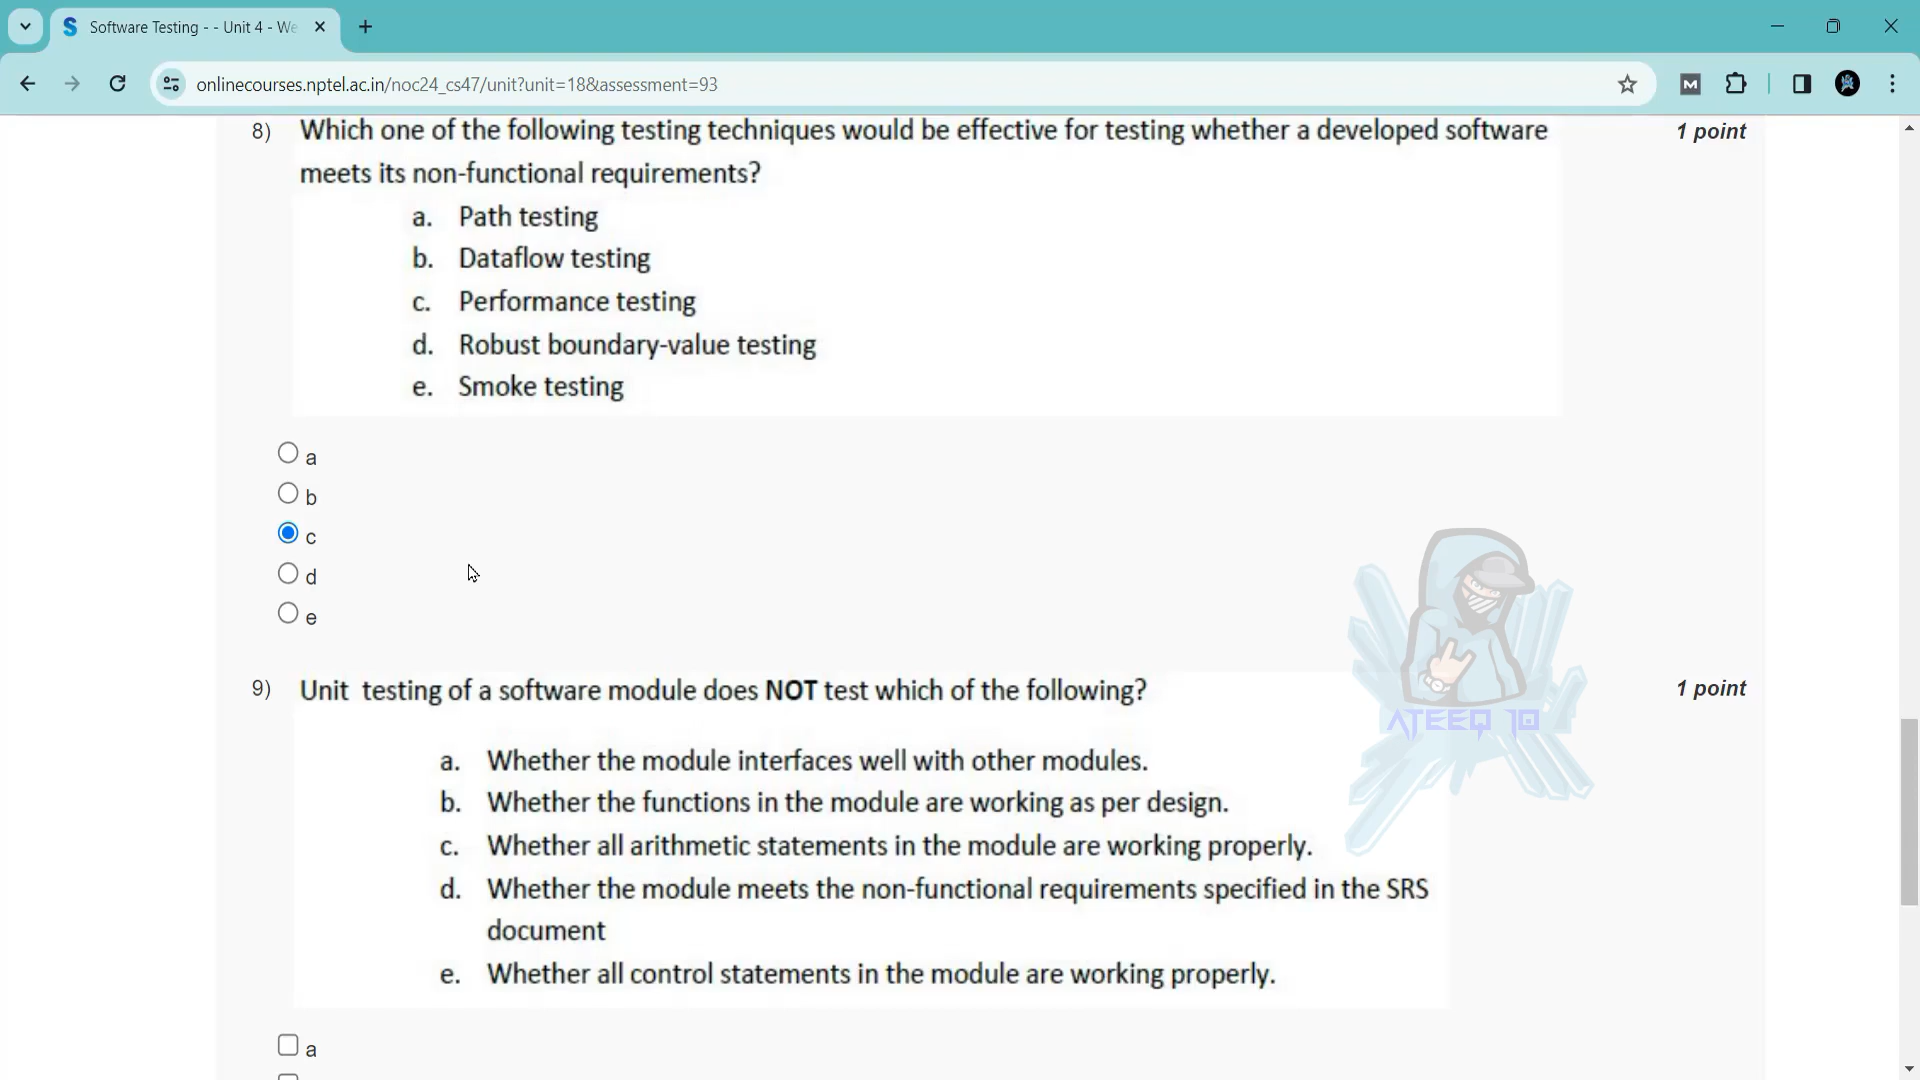 Software Testing - - Unit 4 - We
onlinecourses.nptel.ac.in/noc24_cs47/unit?unit=18&assessment=93
8) Which one of the following testing techniques would be effective for testing whether a developed software 1 point
meets its non-functional requirements?
a. Path testing
b. Dataflow testing
c. Performance testing
d. Robust boundary-value testing
e. Smoke testing
a
b
c
d
e
9) Unit testing of a software module does NOT test which of the following? 1 point
ATEEQ 10
a. Whether the module interfaces well with other modules.
b. Whether the functions in the module are working as per design.
c. Whether all arithmetic statements in the module are working properly.
d. Whether the module meets the non-functional requirements specified in the SRS
document
e. Whether all control statements in the module are working properly.
a